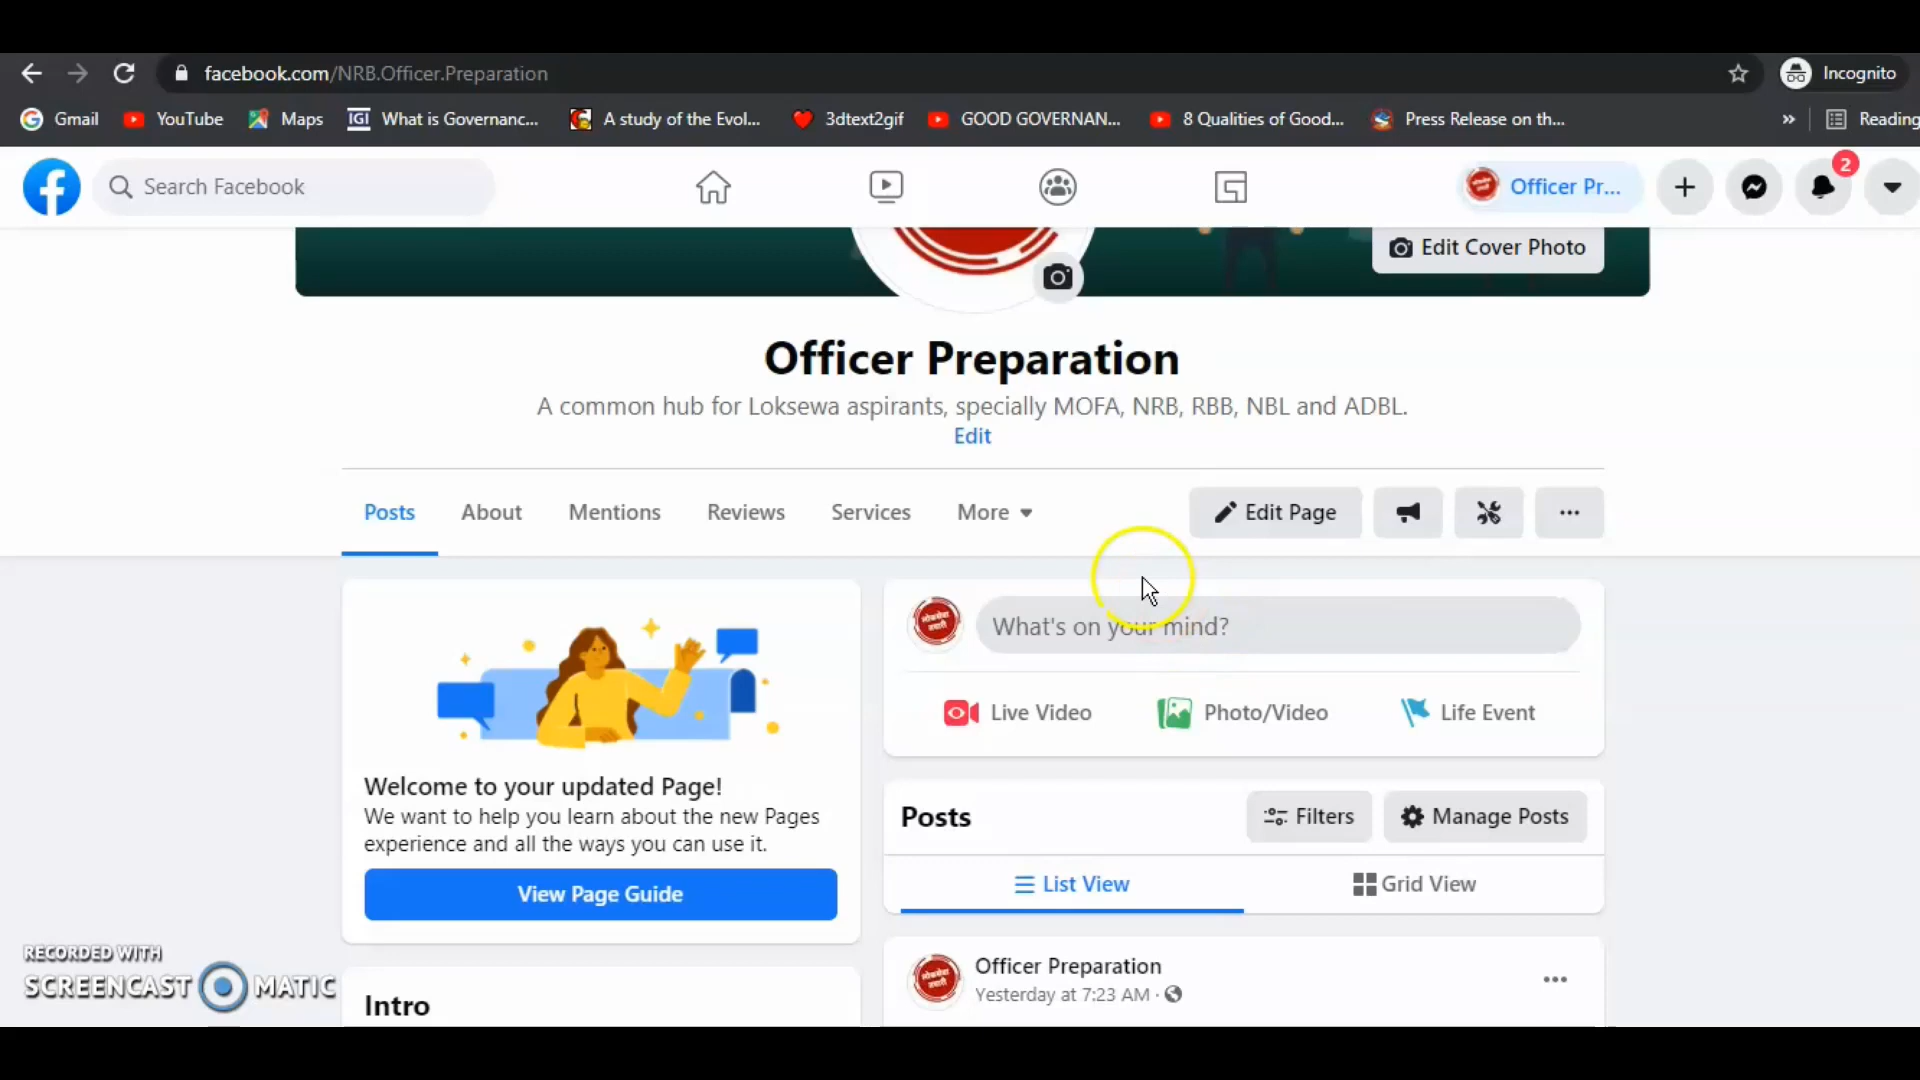 facebook.com/NRB.Officer.Preparation
Incognito
Gmail
YouTube
Maps
IGI
What is Governanc...
A study of the Evol...
3dtext2gif
GOOD GOVERNAN...
8 Qualities of Good...
Press Release on th...
»
Reading
Search Facebook
Officer Pr...
2
Edit Cover Photo
Officer Preparation
A common hub for Loksewa aspirants, specially MOFA, NRB, RBB, NBL and ADBL.
Edit
Posts
About
Mentions
Reviews
Services
More
Edit Page
लोकसेवा
तयारी
What's on your mind?
Live Video
Photo/Video
Life Event
Welcome to your updated Page!
We want to help you learn about the new Pages
experience and all the ways you can use it.
View Page Guide
Posts
Filters
Manage Posts
List View
Grid View
Intro
लोकसेवा
तयारी
Officer Preparation
Yesterday at 7:23 AM ·
RECORDED WITH
SCREENCAST MATIC